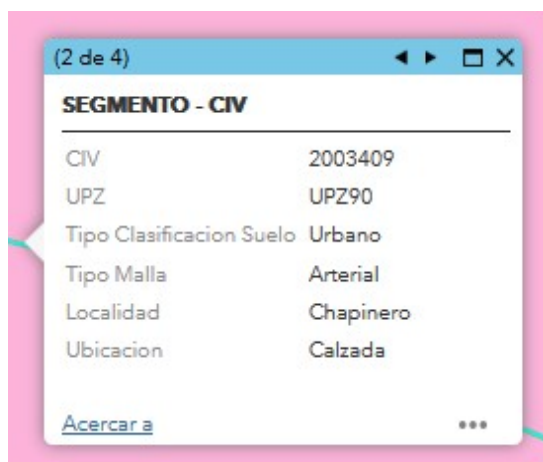 (2 de 4)
SEGMENTO - CIV
CIV 2003409
UPZ UPZ90
Tipo Clasificacion Suelo Urbano
Tipo Malla Arterial
Localidad Chapinero
Ubicacion Calzada
Acercar a